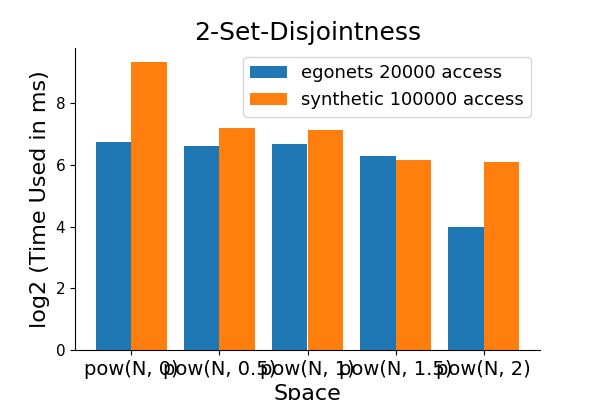 2-Set-Disjointness
egonets 20000 access
synthetic 100000 access
log2 (Time Used in ms)
8
6
4
2
0
pow(N, 0) pow(N, 0.5) pow(N, 1) pow(N, 1.5) pow(N, 2)
Space